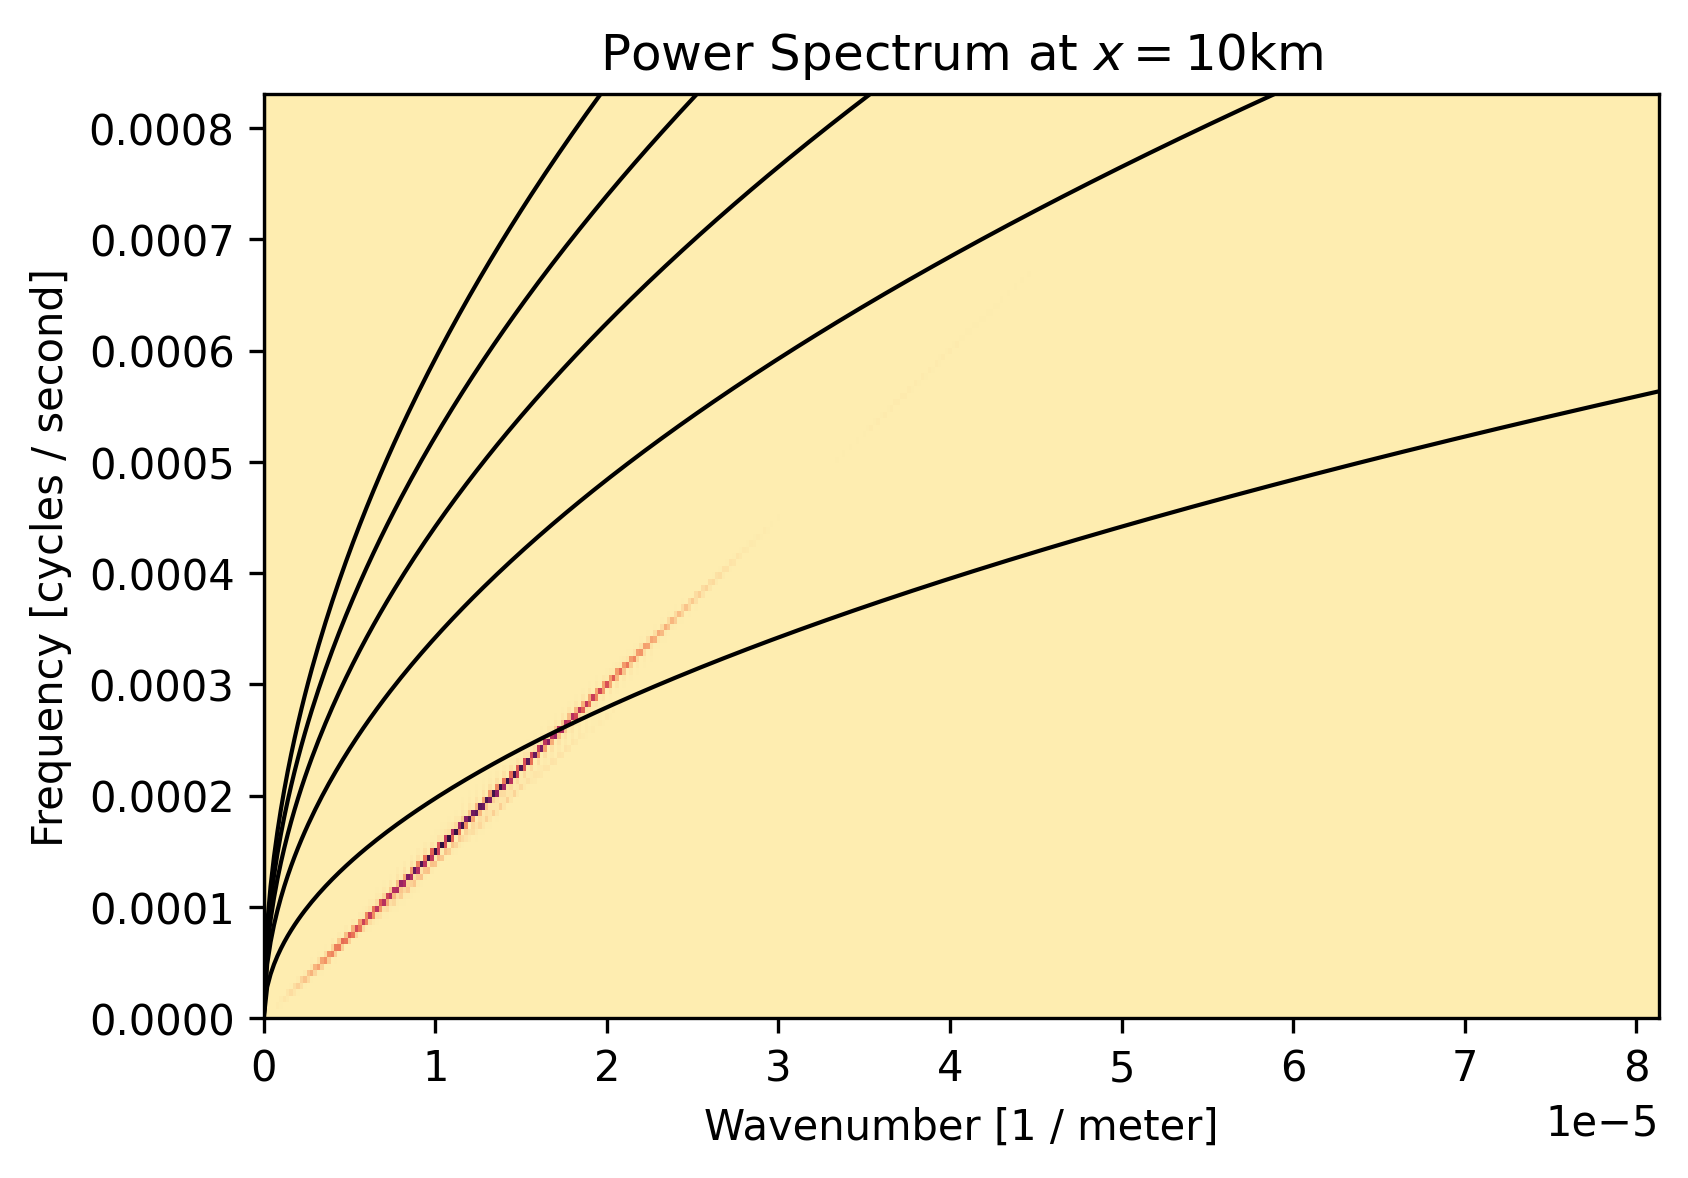 Power Spectrum at x = 10km
0.0008
0.0007
0.0006
0.0005
0.0004
0.0003
0.0002
0.0001
0.0000
Frequency [cycles / second]
0 1 2 3 4 5 6 7 8
1e−5
Wavenumber [1 / meter]